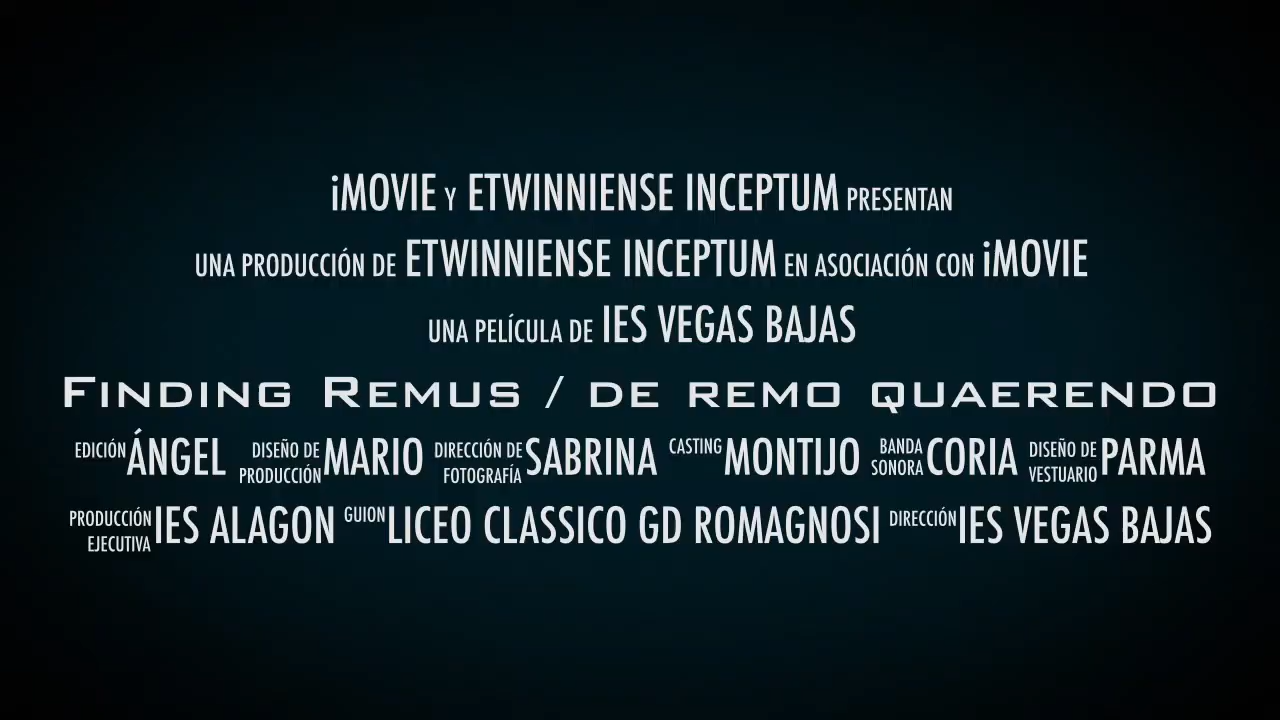 iMOVIE Y ETWINNIENSE INCEPTUM PRESENTAN
UNA PRODUCCIÓN DE ETWINNIENSE INCEPTUM EN ASOCIACIÓN CON iMOVIE
UNA PELÍCULA DE IES VEGAS BAJAS
FINDING REMUS / DE REMO QUAERENDO
EDICIÓN ÁNGEL DISEÑO DE PRODUCCIÓN MARIO DIRECCIÓN DE FOTOGRAFÍA SABRINA CASTING MONTIJO BANDA SONORA CORIA DISEÑO DE VESTUARIO PARMA
PRODUCCIÓN EJECUTIVA IES ALAGON GUION LICEO CLASSICO GD ROMAGNOSI DIRECCIÓN IES VEGAS BAJAS